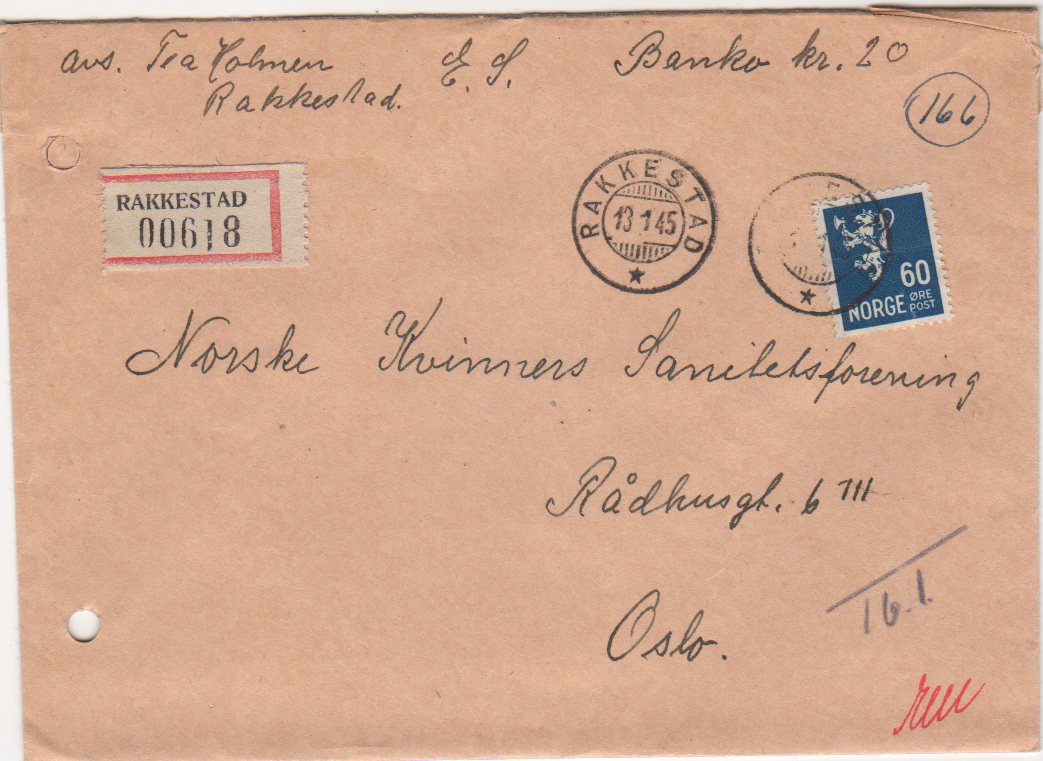 avs. Tea Holmen E. S. Banko kr. 20
Rakkestad.
166
RAKKESTAD
00618
RAKKESTAD
13 1 45
60
NORGE ØRE POST
Norske Kvinners Sanitetsforening
Rådhusgt. 6 III
Oslo.
16.1.